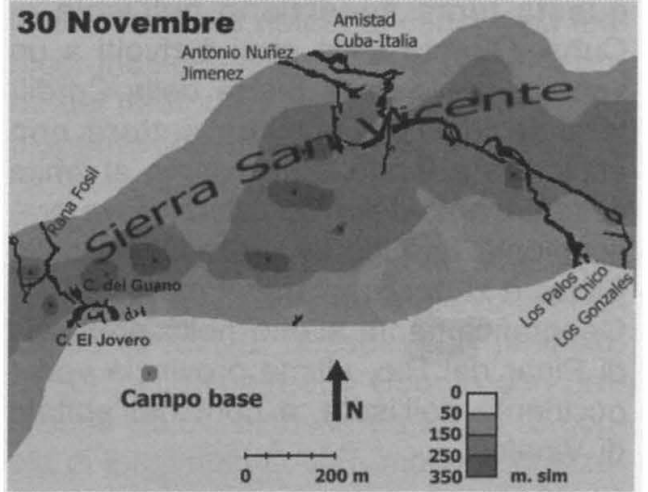 30 Novembre
Amistad
Cuba-Italia
Antonio Nuñez
Jimenez
Sierra San Vicente
Rana Fosil
C. del Guano
C. El Jovero
Los Palos
Chico
Los Gonzales
Campo base
N
0 200 m
0
50
150
250
350
m. slm